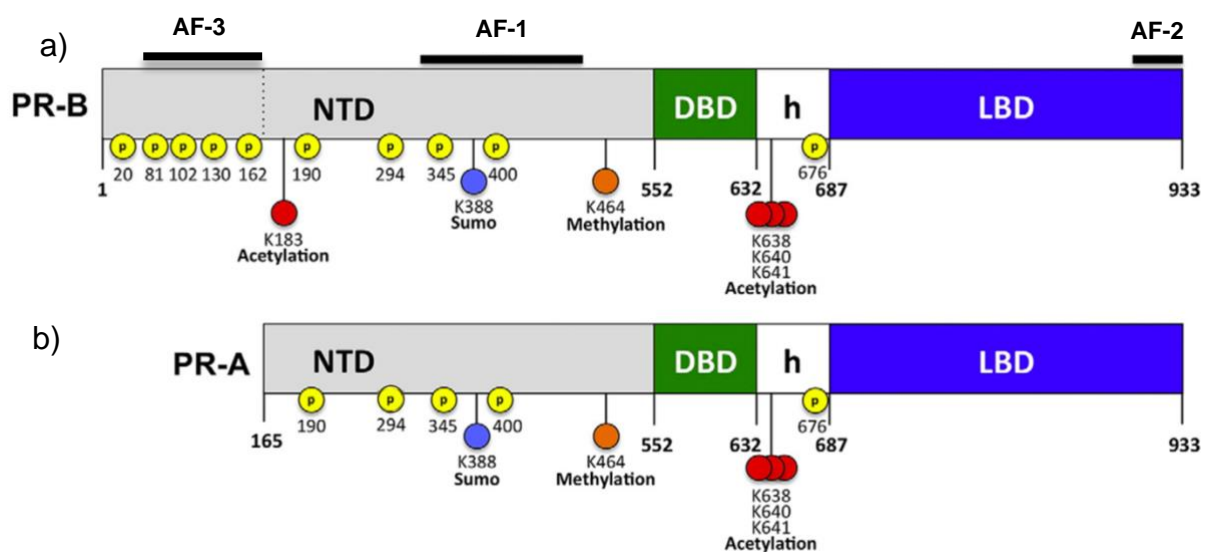 AF-3 AF-1 AF-2
a)
PR-B NTD DBD h LBD
p p p p p p p p p p
20 81 102 130 162 190 294 345 400 676
1 552 632 687 933
K388 K464
Sumo Methylation
K183 K638
Acetylation K640
K641
Acetylation
b)
PR-A NTD DBD h LBD
p p p p p
190 294 345 400 676
165 552 632 687 933
K388 K464
Sumo Methylation
K638
K640
K641
Acetylation